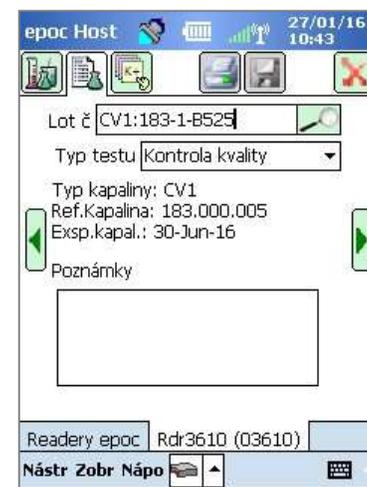 epoc Host 27/01/16
10:43
K+
Lot č CV1:183-1-B525
Typ testu Kontrola kvality
Typ kapaliny: CV1
Ref.Kapalina: 183.000.005
Exsp.kapal.: 30-Jun-16
Poznámky
Readery epoc Rdr3610 (03610)
Nástr Zobr Nápo